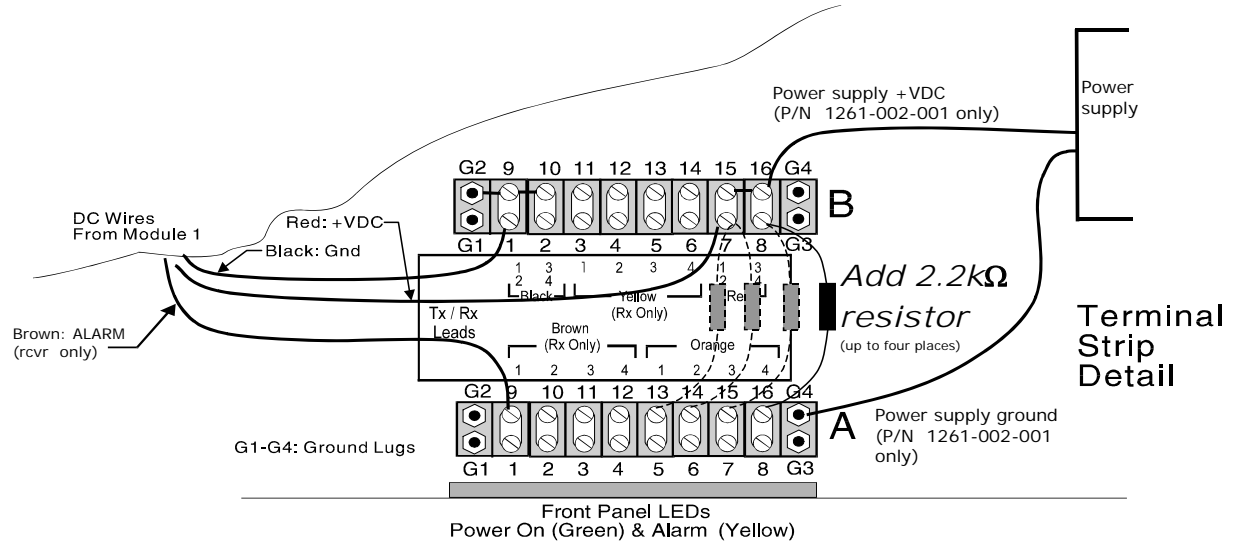 Power supply +VDC
(P/N 1261-002-001 only)
Power
supply
G2 9 10 11 12 13 14 15 16 G4
B
DC Wires
From Module 1
Red: +VDC
Black: Gnd
G1 1 2 3 4 5 6 7 8 G3
1 3 1 2 3 4 1 3
2 4 2 4
Black Yellow Re
(Rx Only)
Tx / Rx
Leads
Brown
(Rx Only)
Orange
1 2 3 4 1 2 3 4
Add 2.2kΩ
resistor
(up to four places)
Brown: ALARM
(rcvr only)
Terminal
Strip
Detail
G2 9 10 11 12 13 14 15 16 G4
A
Power supply ground
(P/N 1261-002-001
only)
G1-G4: Ground Lugs
G1 1 2 3 4 5 6 7 8 G3
Front Panel LEDs
Power On (Green) & Alarm (Yellow)